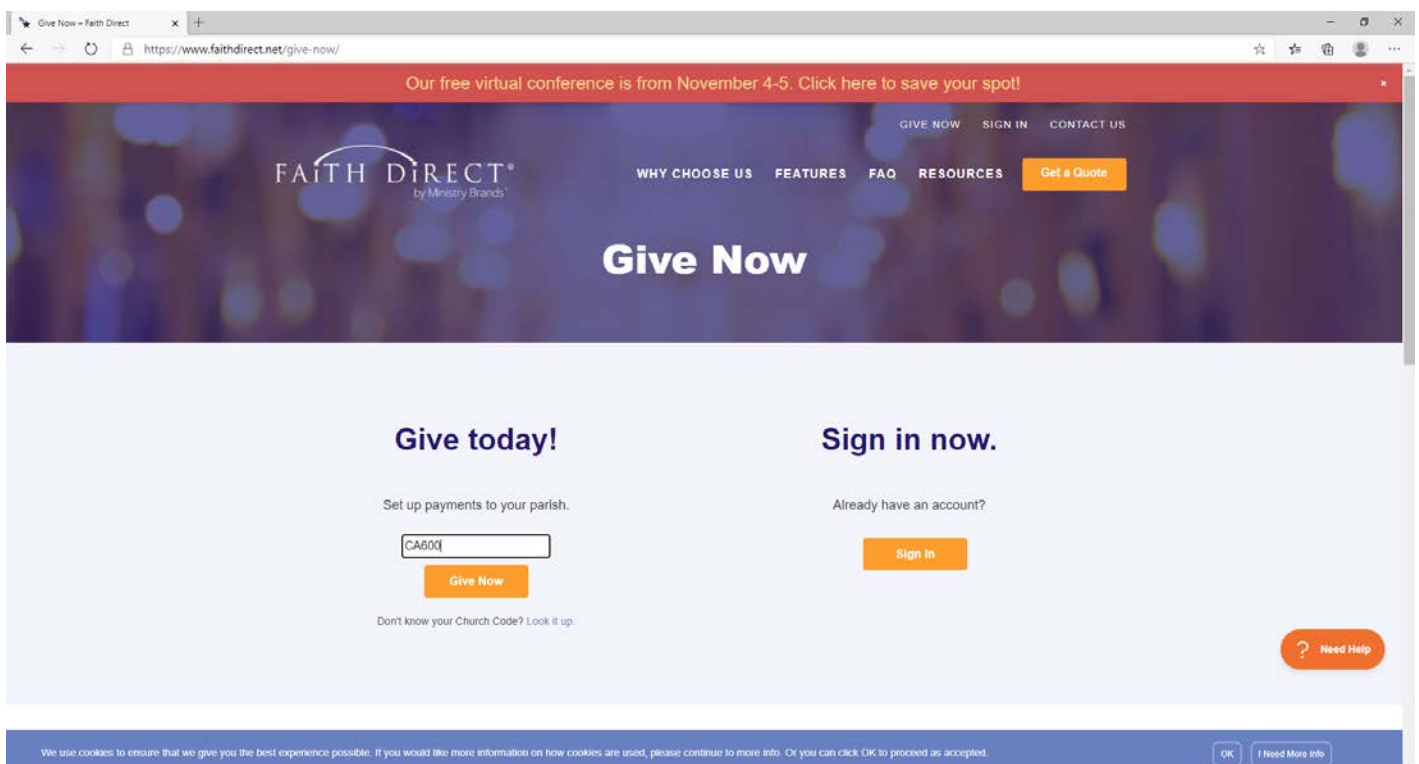 Give Now – Faith Direct
https://www.faithdirect.net/give-now/
Our free virtual conference is from November 4-5. Click here to save your spot!
GIVE NOW SIGN IN CONTACT US
FAITH DIRECT®
by Ministry Brands
WHY CHOOSE US FEATURES FAQ RESOURCES Get a Quote
Give Now
Give today!
Set up payments to your parish.
CA600
Give Now
Don't know your Church Code? Look it up.
Sign in now.
Already have an account?
Sign In
? Need Help
We use cookies to ensure that we give you the best experience possible. If you would like more information on how cookies are used, please continue to more info. Or you can click OK to proceed as accepted.
OK I Need More Info